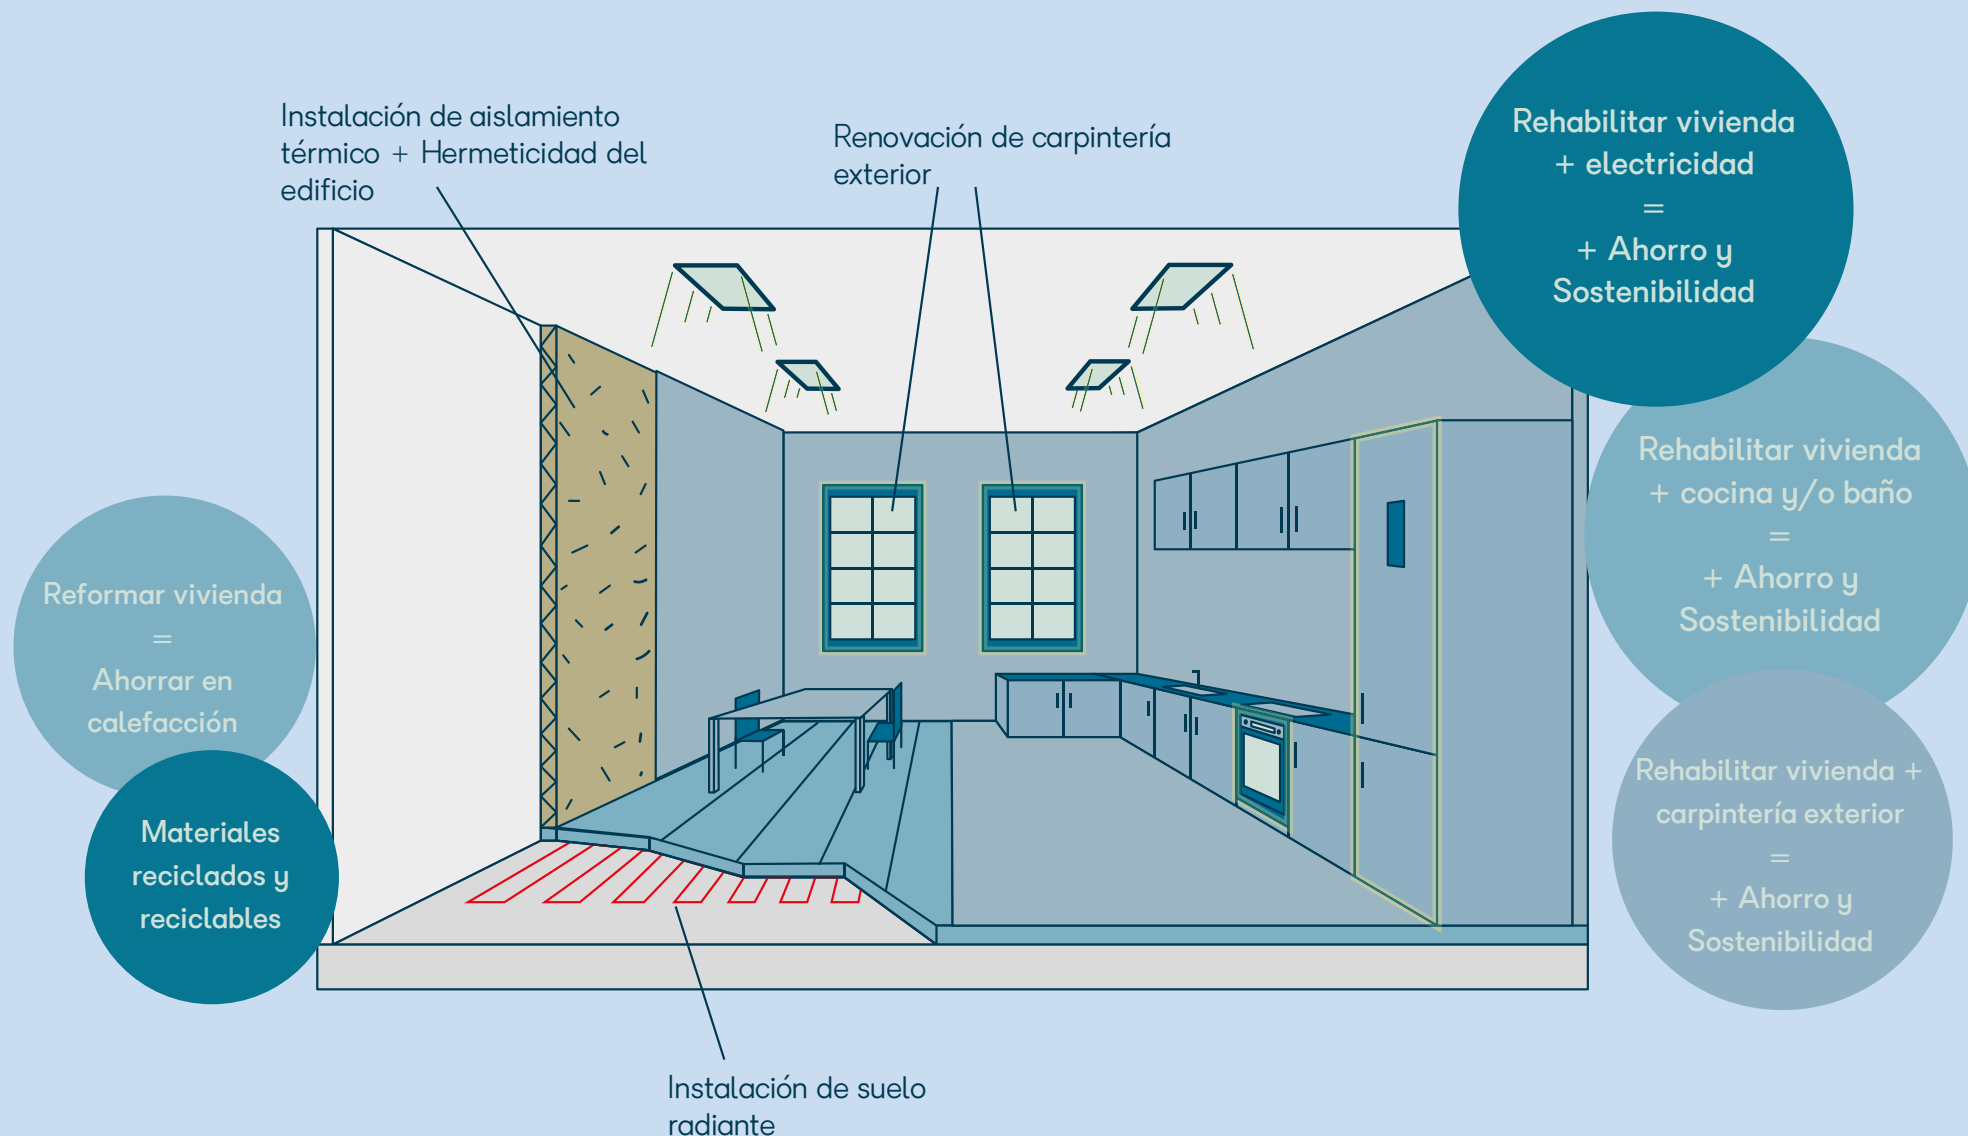 Instalación de aislamiento
térmico + Hermeticidad del
edificio
Renovación de carpintería
exterior
Rehabilitar vivienda
+ electricidad
=
+ Ahorro y
Sostenibilidad
Rehabilitar vivienda
+ cocina y/o baño
=
+ Ahorro y
Sostenibilidad
Reformar vivienda
=
Ahorrar en
calefacción
Materiales
reciclados y
reciclables
Rehabilitar vivienda +
carpintería exterior
=
+ Ahorro y
Sostenibilidad
Instalación de suelo
radiante